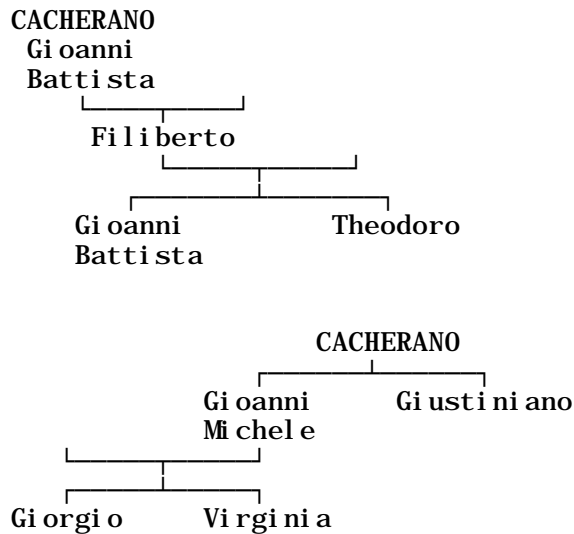 CACHERANO
Gioanni
Battista
Filiberto
Gioanni Theodoro
Battista
CACHERANO
Gioanni Giustiniano
Michele
Giorgio Virginia